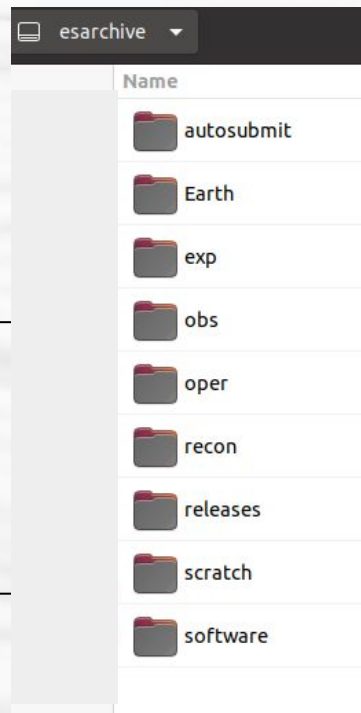 esarchive
Name
autosubmit
Earth
exp
obs
oper
recon
releases
scratch
software